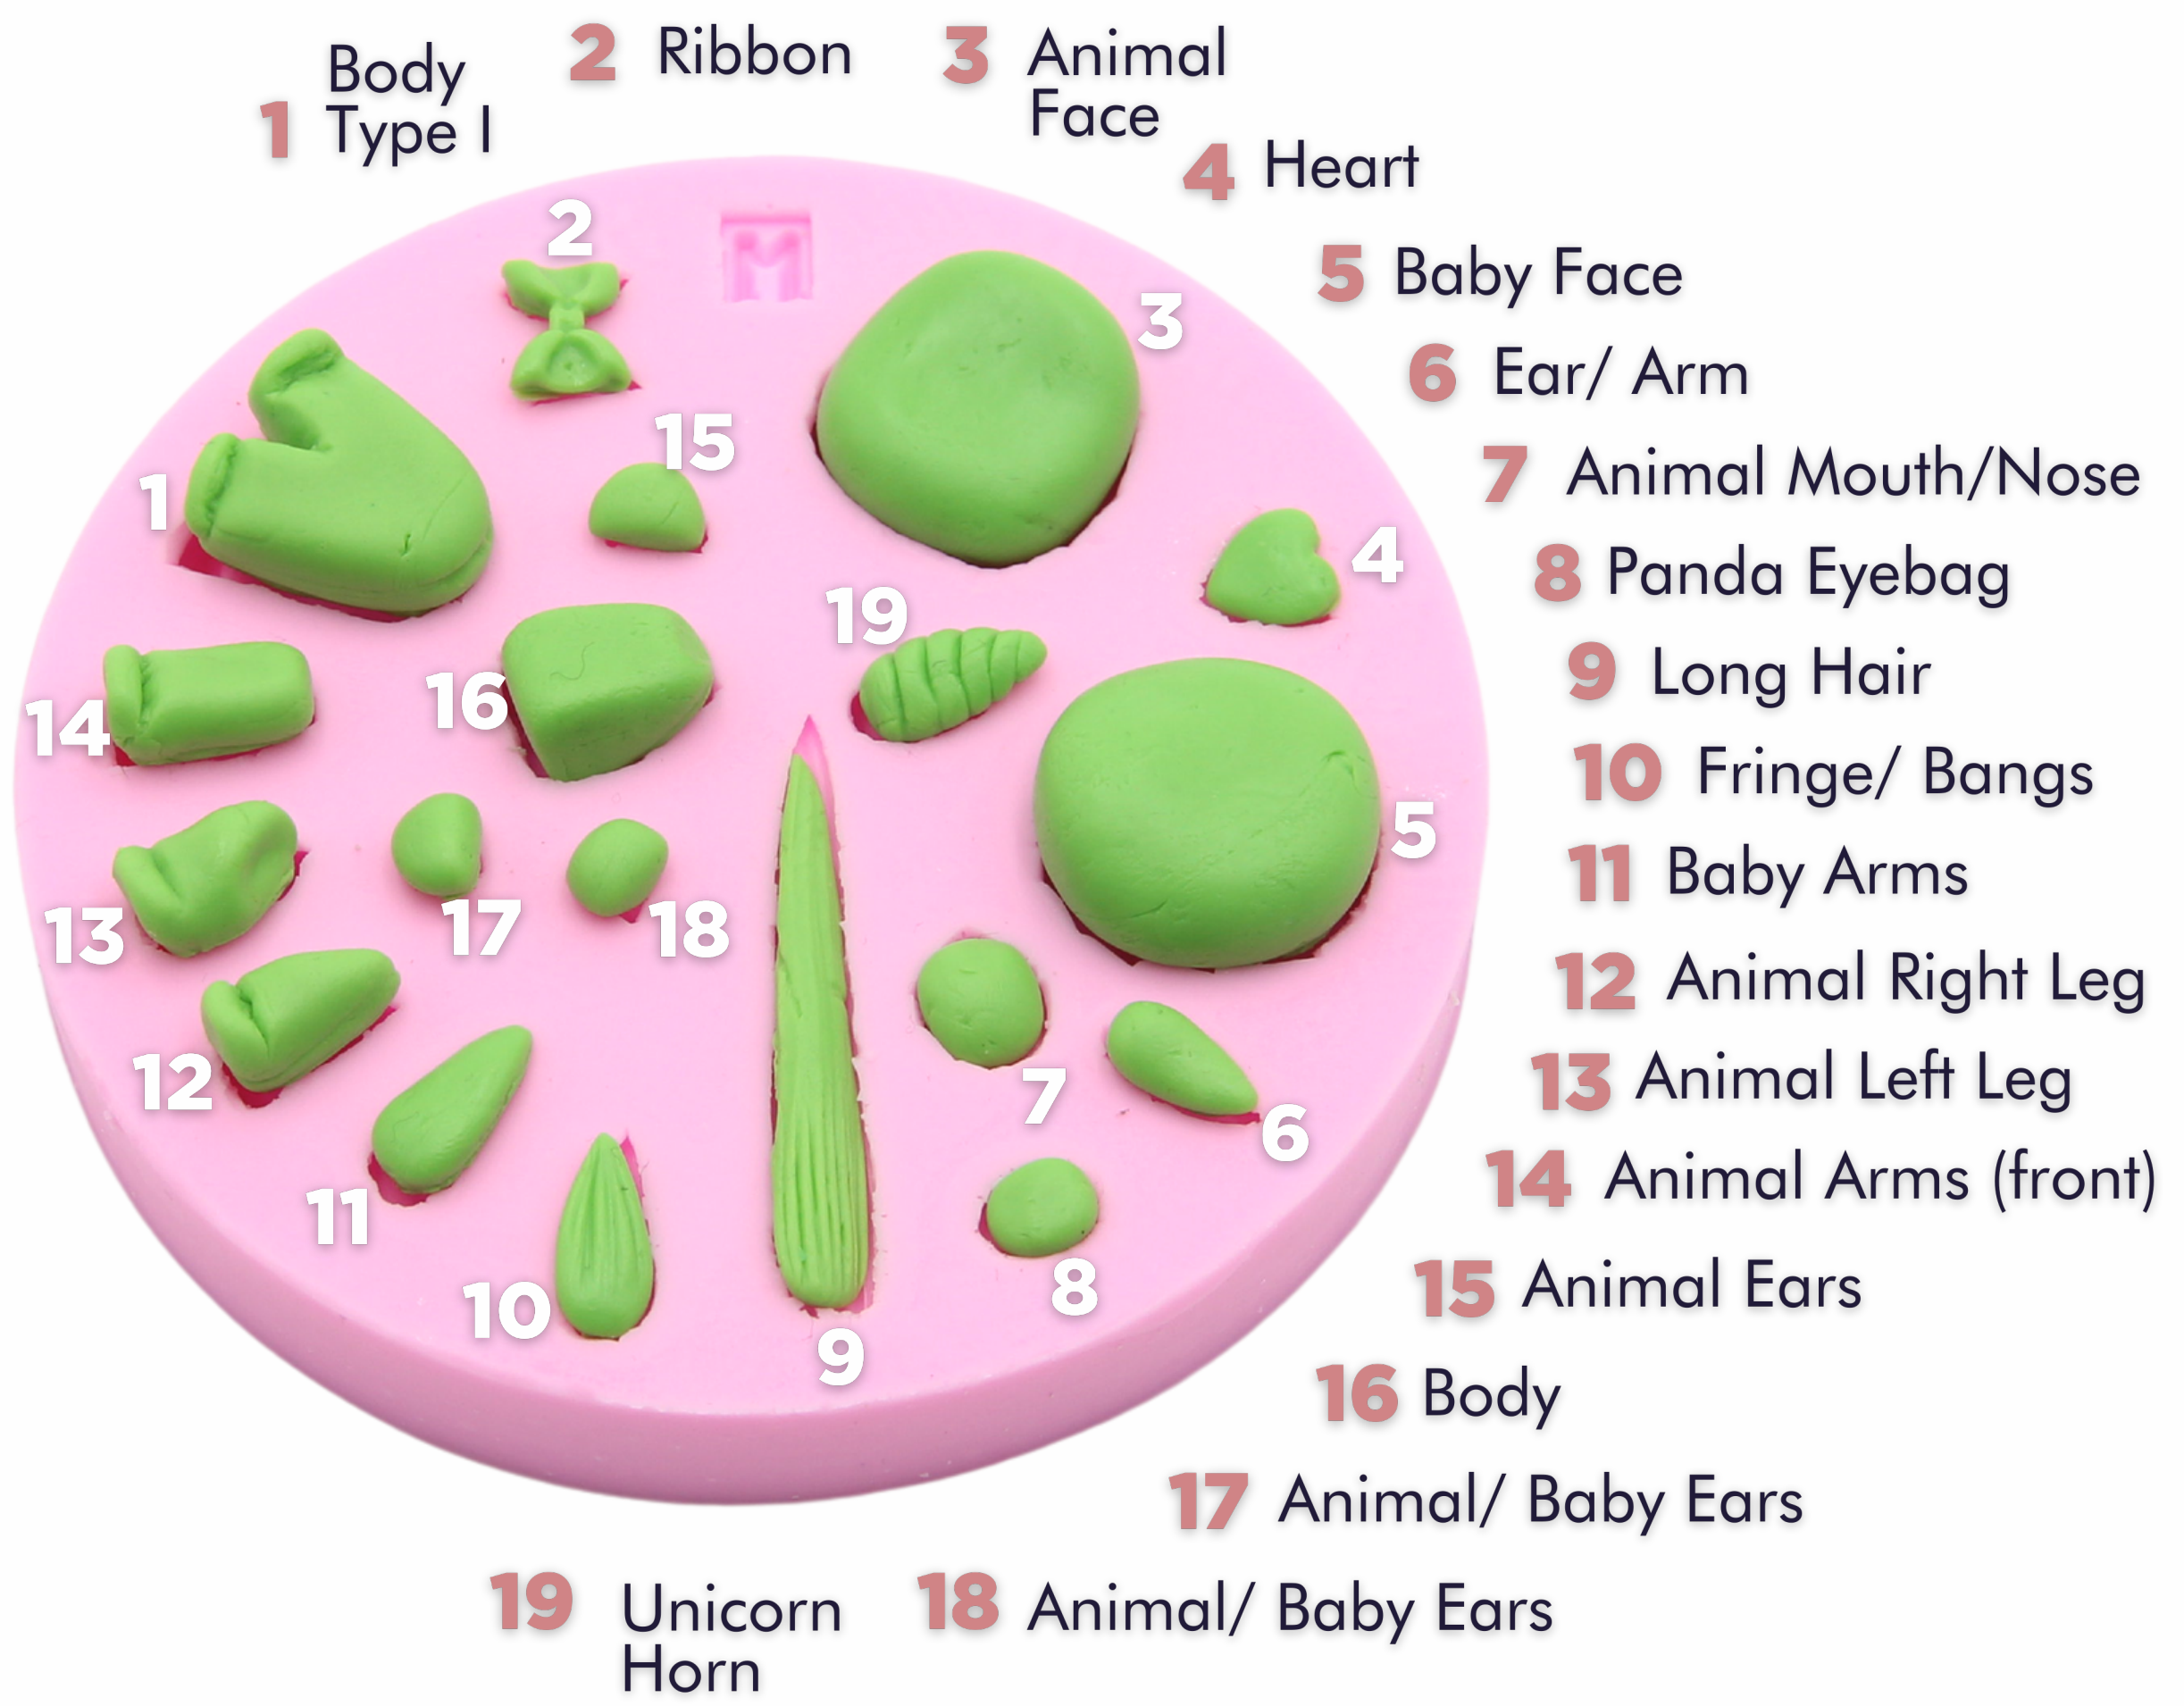 1 Body
Type I
2 Ribbon
3 Animal
Face
4 Heart
5 Baby Face
6 Ear/ Arm
7 Animal Mouth/Nose
8 Panda Eyebag
9 Long Hair
10 Fringe/ Bangs
11 Baby Arms
12 Animal Right Leg
13 Animal Left Leg
14 Animal Arms (front)
15 Animal Ears
16 Body
17 Animal/ Baby Ears
18 Animal/ Baby Ears
19 Unicorn
Horn
M
2
3
15
1
4
19
16
14
5
13
17
18
12
7
6
11
10
8
9